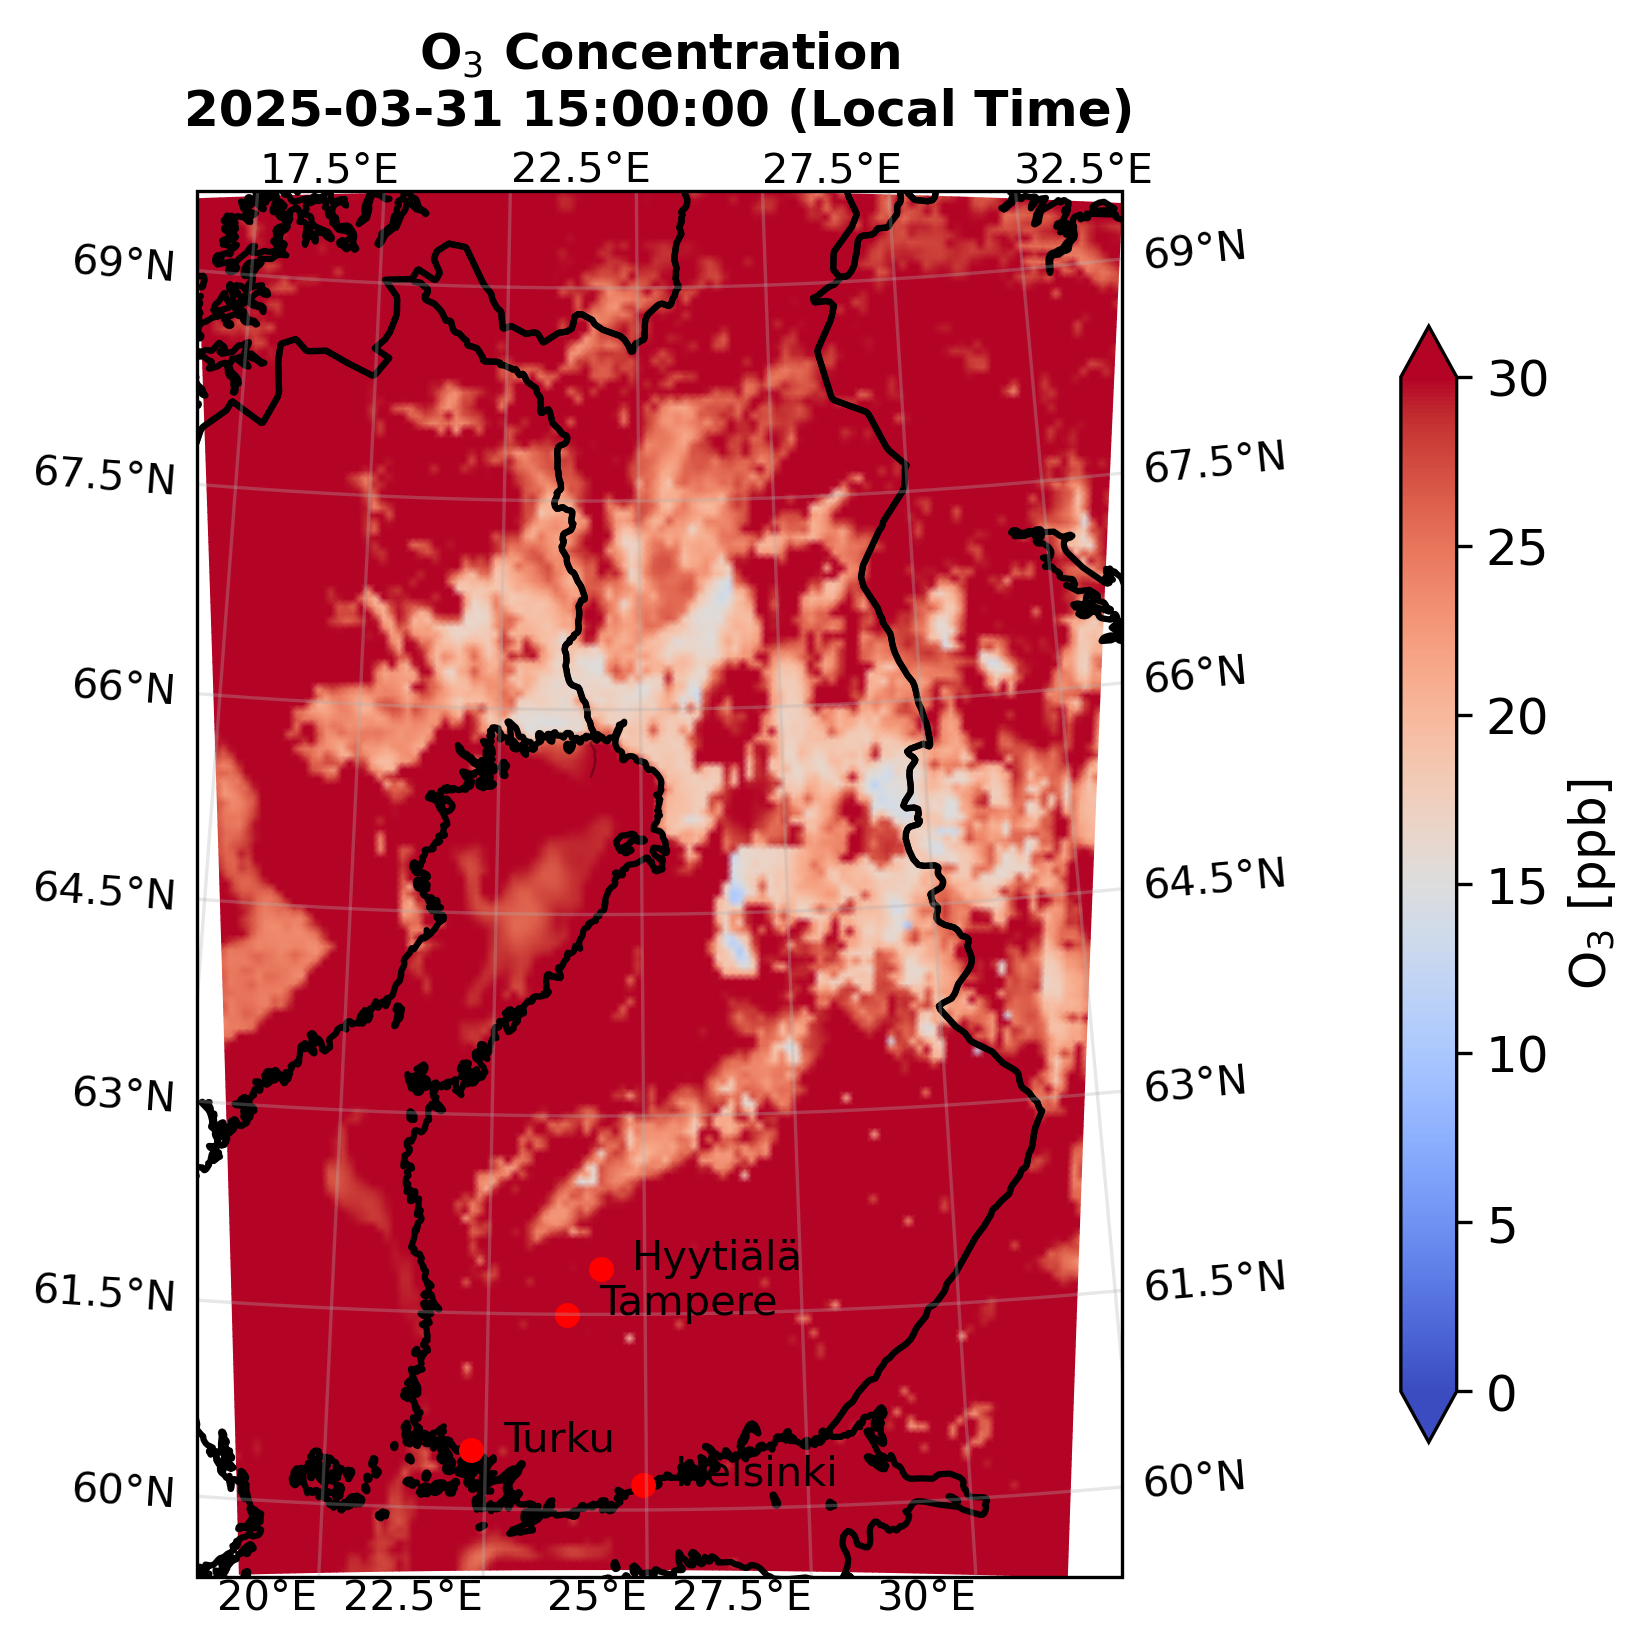 O₃ Concentration
2025-03-31 15:00:00 (Local Time)
17.5°E 22.5°E 27.5°E 32.5°E
69°N 69°N
67.5°N 67.5°N
66°N 66°N
64.5°N 64.5°N
63°N 63°N
61.5°N 61.5°N
60°N 60°N
Hyytiälä
Tampere
Turku
Helsinki
20°E 22.5°E 25°E 27.5°E 30°E
30
25
20
15
10
5
0
O₃ [ppb]